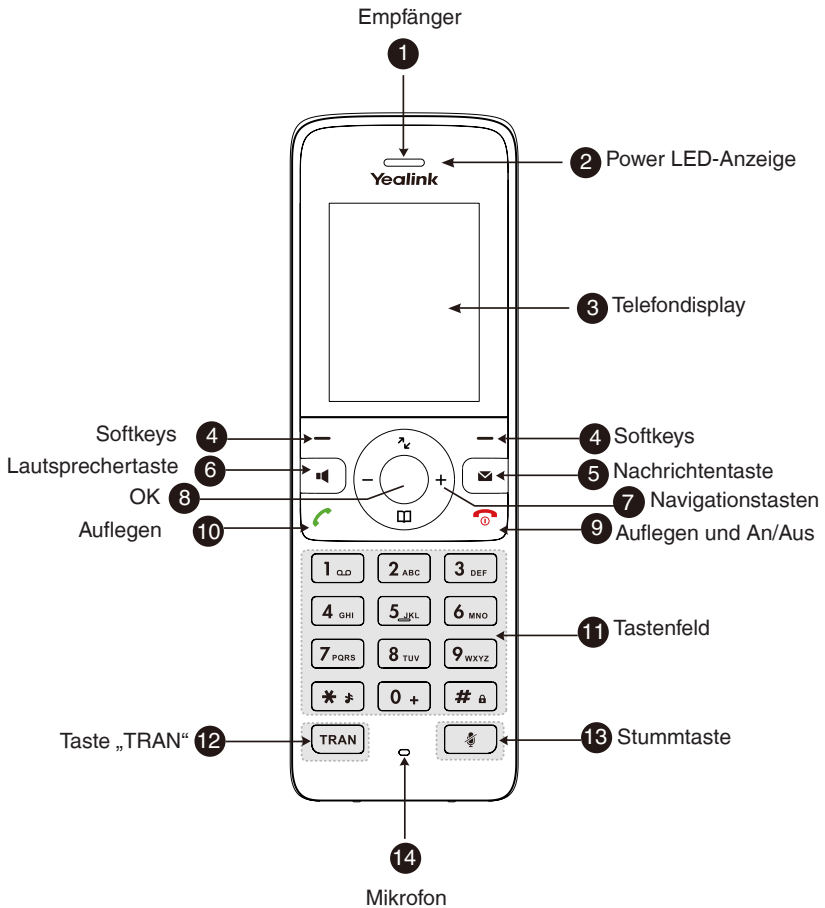 Empfänger
1
2 Power LED-Anzeige
Yealink
3 Telefondisplay
Softkeys 4
4 Softkeys
Lautsprechertaste 6
5 Nachrichtentaste
OK 8
7 Navigationstasten
Auflegen 10
9 Auflegen und An/Aus
1 2 ABC 3 DEF
4 GHI 5 JKL 6 MNO
11 Tastenfeld
7 PQRS 8 TUV 9 WXYZ
* 0 + #
Taste „TRAN“ 12
TRAN
13 Stummtaste
14
Mikrofon